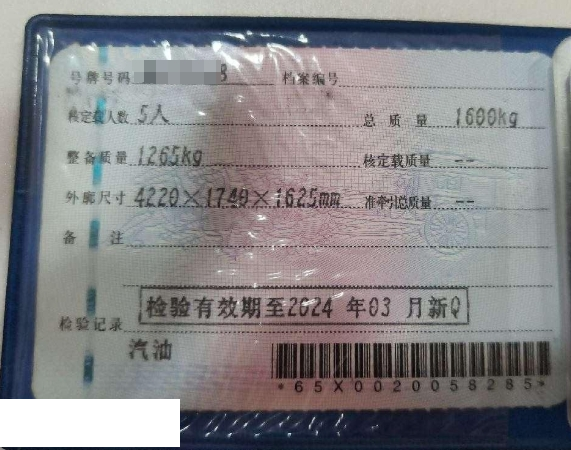 号牌号码 8 档案编号
核定载人数 5人 总质量 1600kg
整备质量 1265kg 核定载质量 --
外廓尺寸 4220×1740×1625mm 准牵引总质量 --
备注
检验记录 检验有效期至2024年03月新Q
汽油
*65X0020058285*